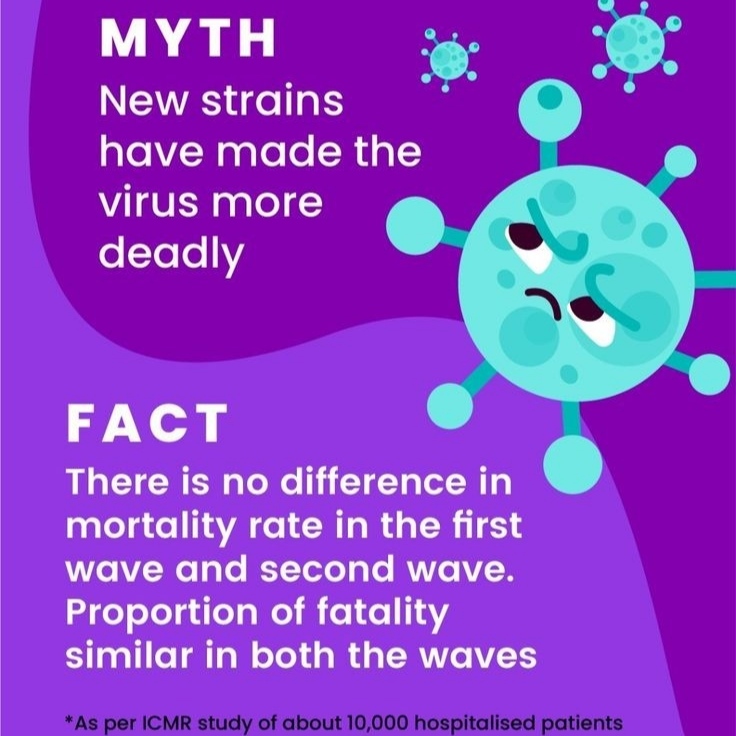 MYTH
New strains
have made the
virus more
deadly
FACT
There is no difference in
mortality rate in the first
wave and second wave.
Proportion of fatality
similar in both the waves
*As per ICMR study of about 10,000 hospitalised patients